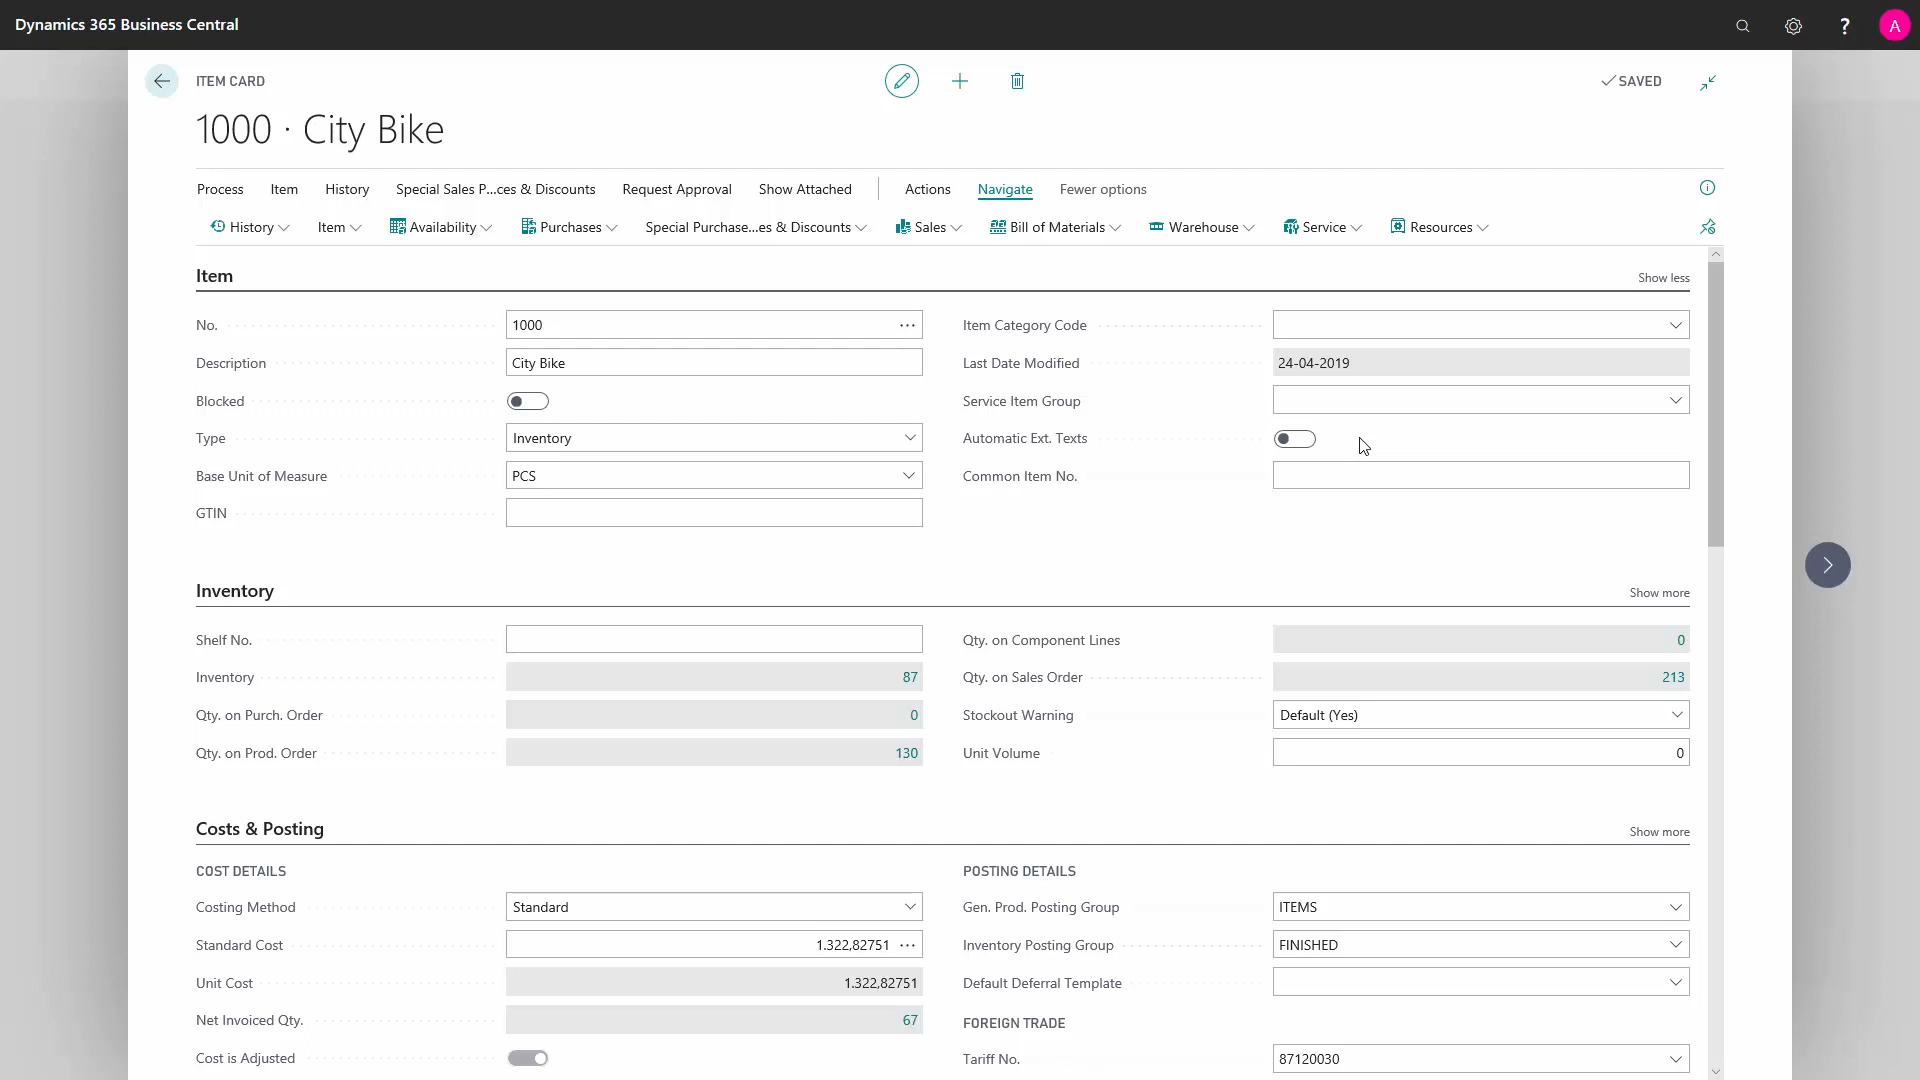 Dynamics 365 Business Central
?
A
ITEM CARD
SAVED
1000 · City Bike
Process
Item
History
Special Sales P...ces & Discounts
Request Approval
Show Attached
Actions
Navigate
Fewer options
History
Item
Availability
Purchases
Special Purchase...es & Discounts
Sales
Bill of Materials
Warehouse
Service
Resources
Item
Show less
No.
1000
...
Description
City Bike
Blocked
Type
Inventory
Base Unit of Measure
PCS
GTIN
Item Category Code
Last Date Modified
24-04-2019
Service Item Group
Automatic Ext. Texts
Common Item No.
Inventory
Show more
Shelf No.
Inventory
87
Qty. on Purch. Order
0
Qty. on Prod. Order
130
Qty. on Component Lines
0
Qty. on Sales Order
213
Stockout Warning
Default (Yes)
Unit Volume
0
Costs & Posting
Show more
COST DETAILS
Costing Method
Standard
Standard Cost
1.322,82751
...
Unit Cost
1.322,82751
Net Invoiced Qty.
67
Cost is Adjusted
POSTING DETAILS
Gen. Prod. Posting Group
ITEMS
Inventory Posting Group
FINISHED
Default Deferral Template
FOREIGN TRADE
Tariff No.
87120030